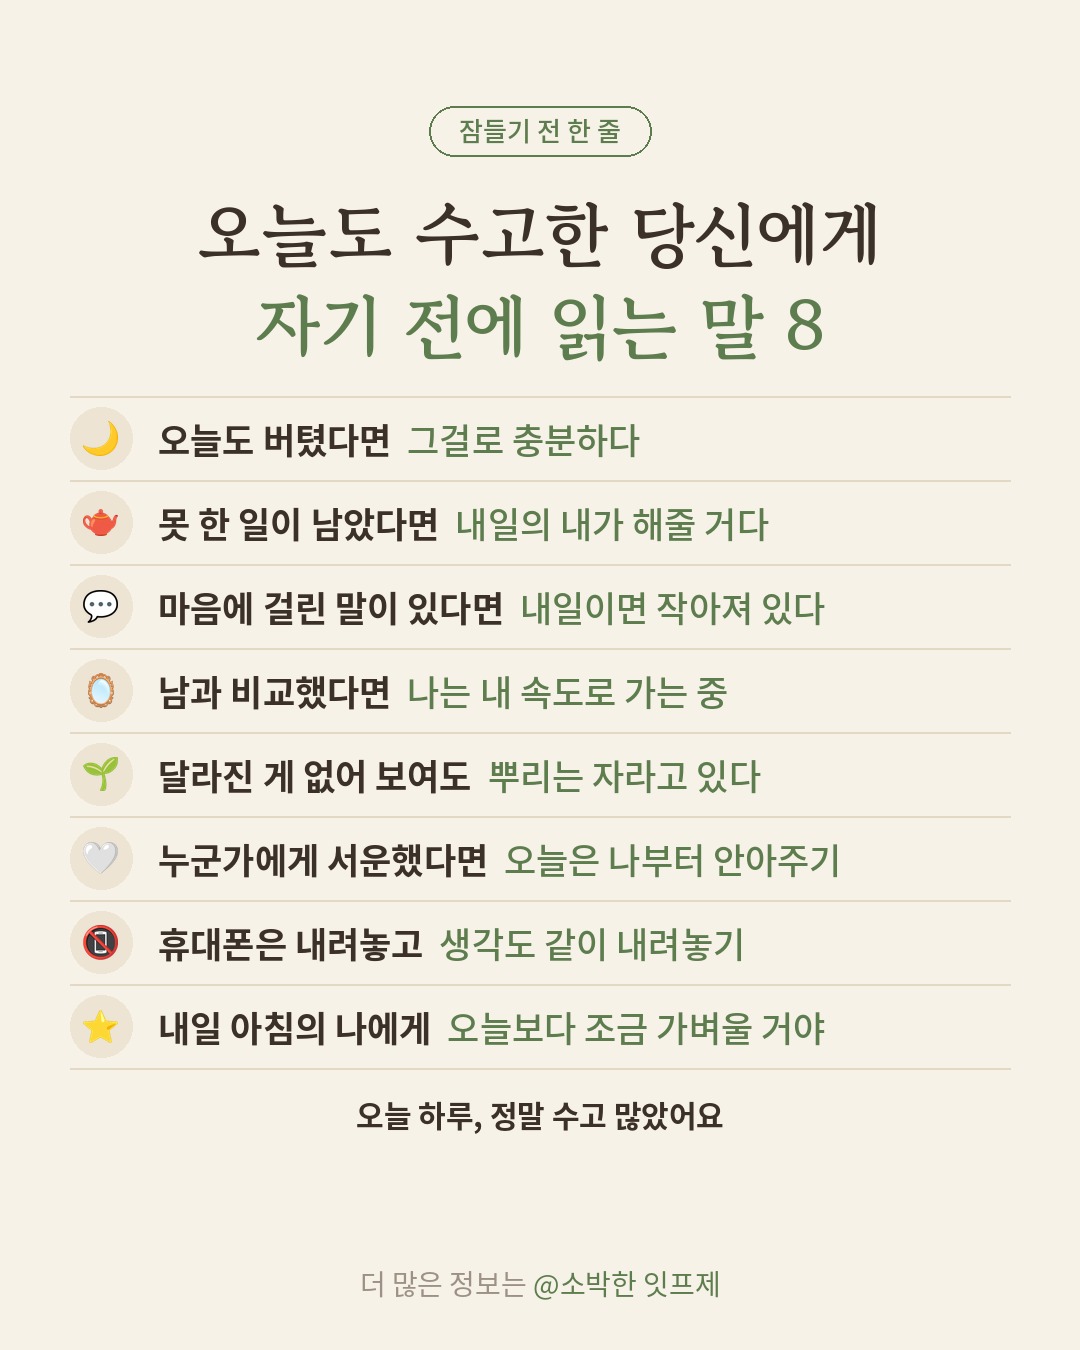 잠들기 전 한 줄
오늘도 수고한 당신에게
자기 전에 읽는 말 8
오늘도 버텼다면 그걸로 충분하다
못 한 일이 남았다면 내일의 내가 해줄 거다
마음에 걸린 말이 있다면 내일이면 작아져 있다
남과 비교했다면 나는 내 속도로 가는 중
달라진 게 없어 보여도 뿌리는 자라고 있다
누군가에게 서운했다면 오늘은 나부터 안아주기
휴대폰은 내려놓고 생각도 같이 내려놓기
내일 아침의 나에게 오늘보다 조금 가벼울 거야
오늘 하루, 정말 수고 많았어요
더 많은 정보는 @소박한 잇프제